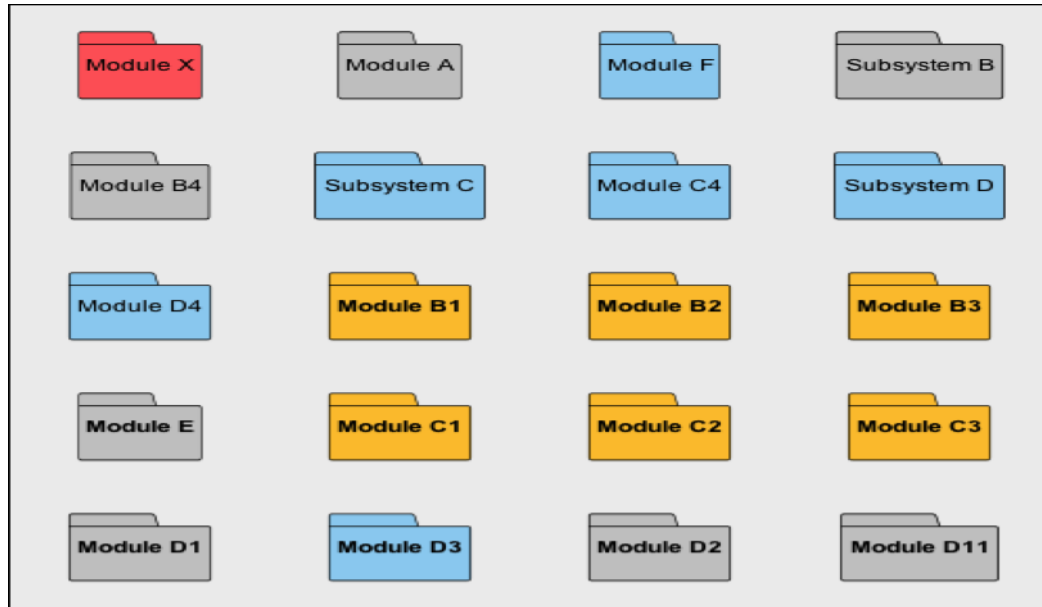 Module X
Module A
Module F
Subsystem B
Module B4
Subsystem C
Module C4
Subsystem D
Module D4
Module B1
Module B2
Module B3
Module E
Module C1
Module C2
Module C3
Module D1
Module D3
Module D2
Module D11